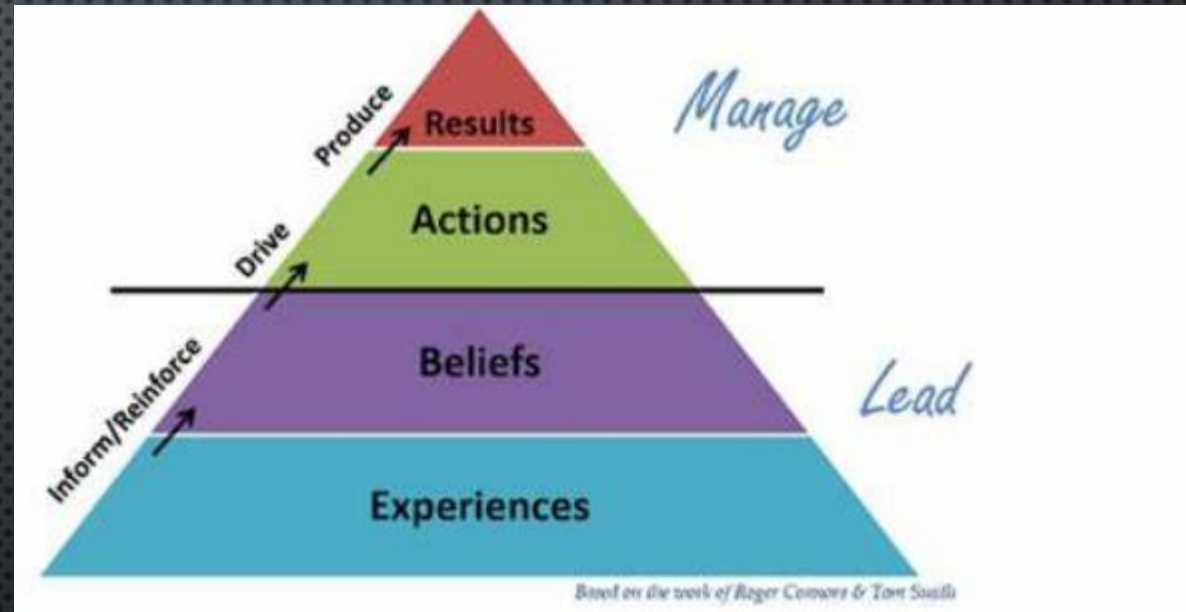 Produce
Results
Manage
Actions
Drive
Beliefs
Lead
Inform/Reinforce
Experiences
Based on the work of Roger Connors & Tom Smith